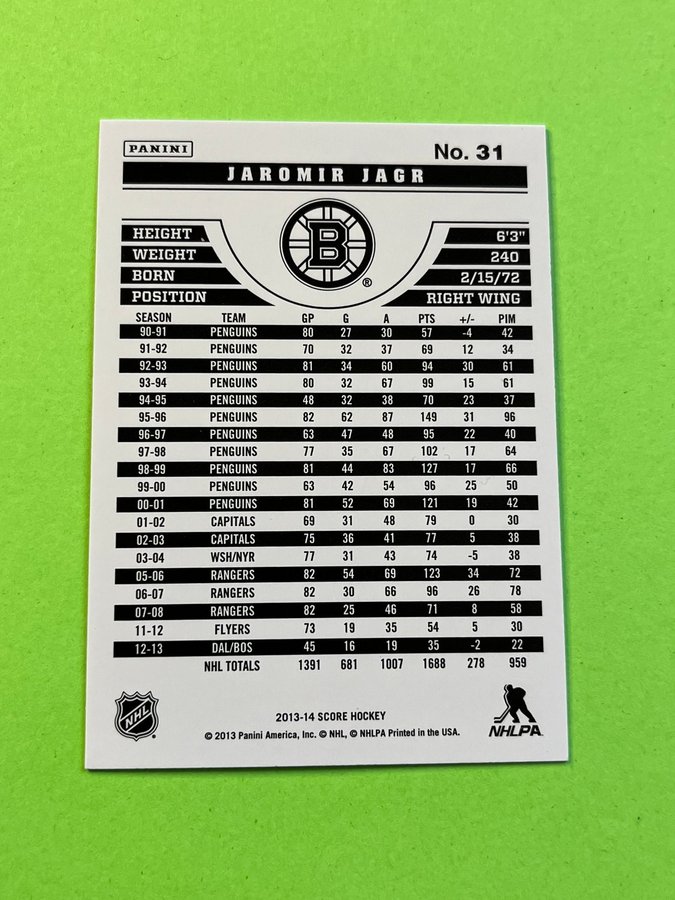 PANINI
No. 31
JAROMIR JAGR
B
®
HEIGHT 6'3"
WEIGHT 240
BORN 2/15/72
POSITION RIGHT WING
SEASON TEAM GP G A PTS +/- PIM
90-91 PENGUINS 80 27 30 57 -4 42
91-92 PENGUINS 70 32 37 69 12 34
92-93 PENGUINS 81 34 60 94 30 61
93-94 PENGUINS 80 32 67 99 15 61
94-95 PENGUINS 48 32 38 70 23 37
95-96 PENGUINS 82 62 87 149 31 96
96-97 PENGUINS 63 47 48 95 22 40
97-98 PENGUINS 77 35 67 102 17 64
98-99 PENGUINS 81 44 83 127 17 66
99-00 PENGUINS 63 42 54 96 25 50
00-01 PENGUINS 81 52 69 121 19 42
01-02 CAPITALS 69 31 48 79 0 30
02-03 CAPITALS 75 36 41 77 5 38
03-04 WSH/NYR 77 31 43 74 -5 38
05-06 RANGERS 82 54 69 123 34 72
06-07 RANGERS 82 30 66 96 26 78
07-08 RANGERS 82 25 46 71 8 58
11-12 FLYERS 73 19 35 54 5 30
12-13 DAL/BOS 45 16 19 35 -2 22
NHL TOTALS 1391 681 1007 1688 278 959
NHL
2013-14 SCORE HOCKEY
© 2013 Panini America, Inc. © NHL, © NHLPA Printed in the USA.
NHLPA